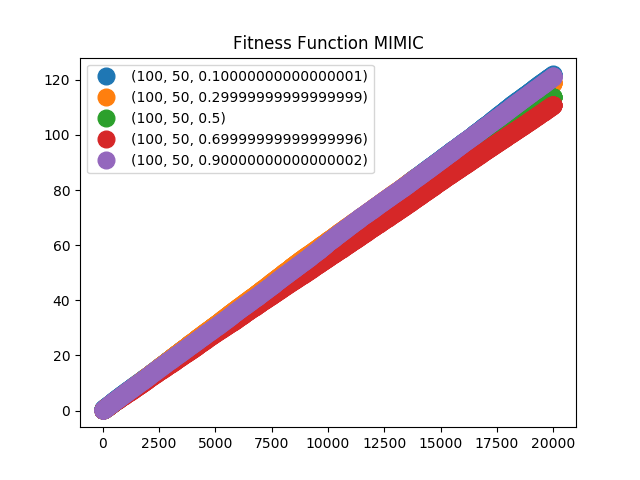 Fitness Function MIMIC
(100, 50, 0.10000000000000001)
(100, 50, 0.29999999999999999)
(100, 50, 0.5)
(100, 50, 0.69999999999999996)
(100, 50, 0.90000000000000002)
120
100
80
60
40
20
0
0 2500 5000 7500 10000 12500 15000 17500 20000